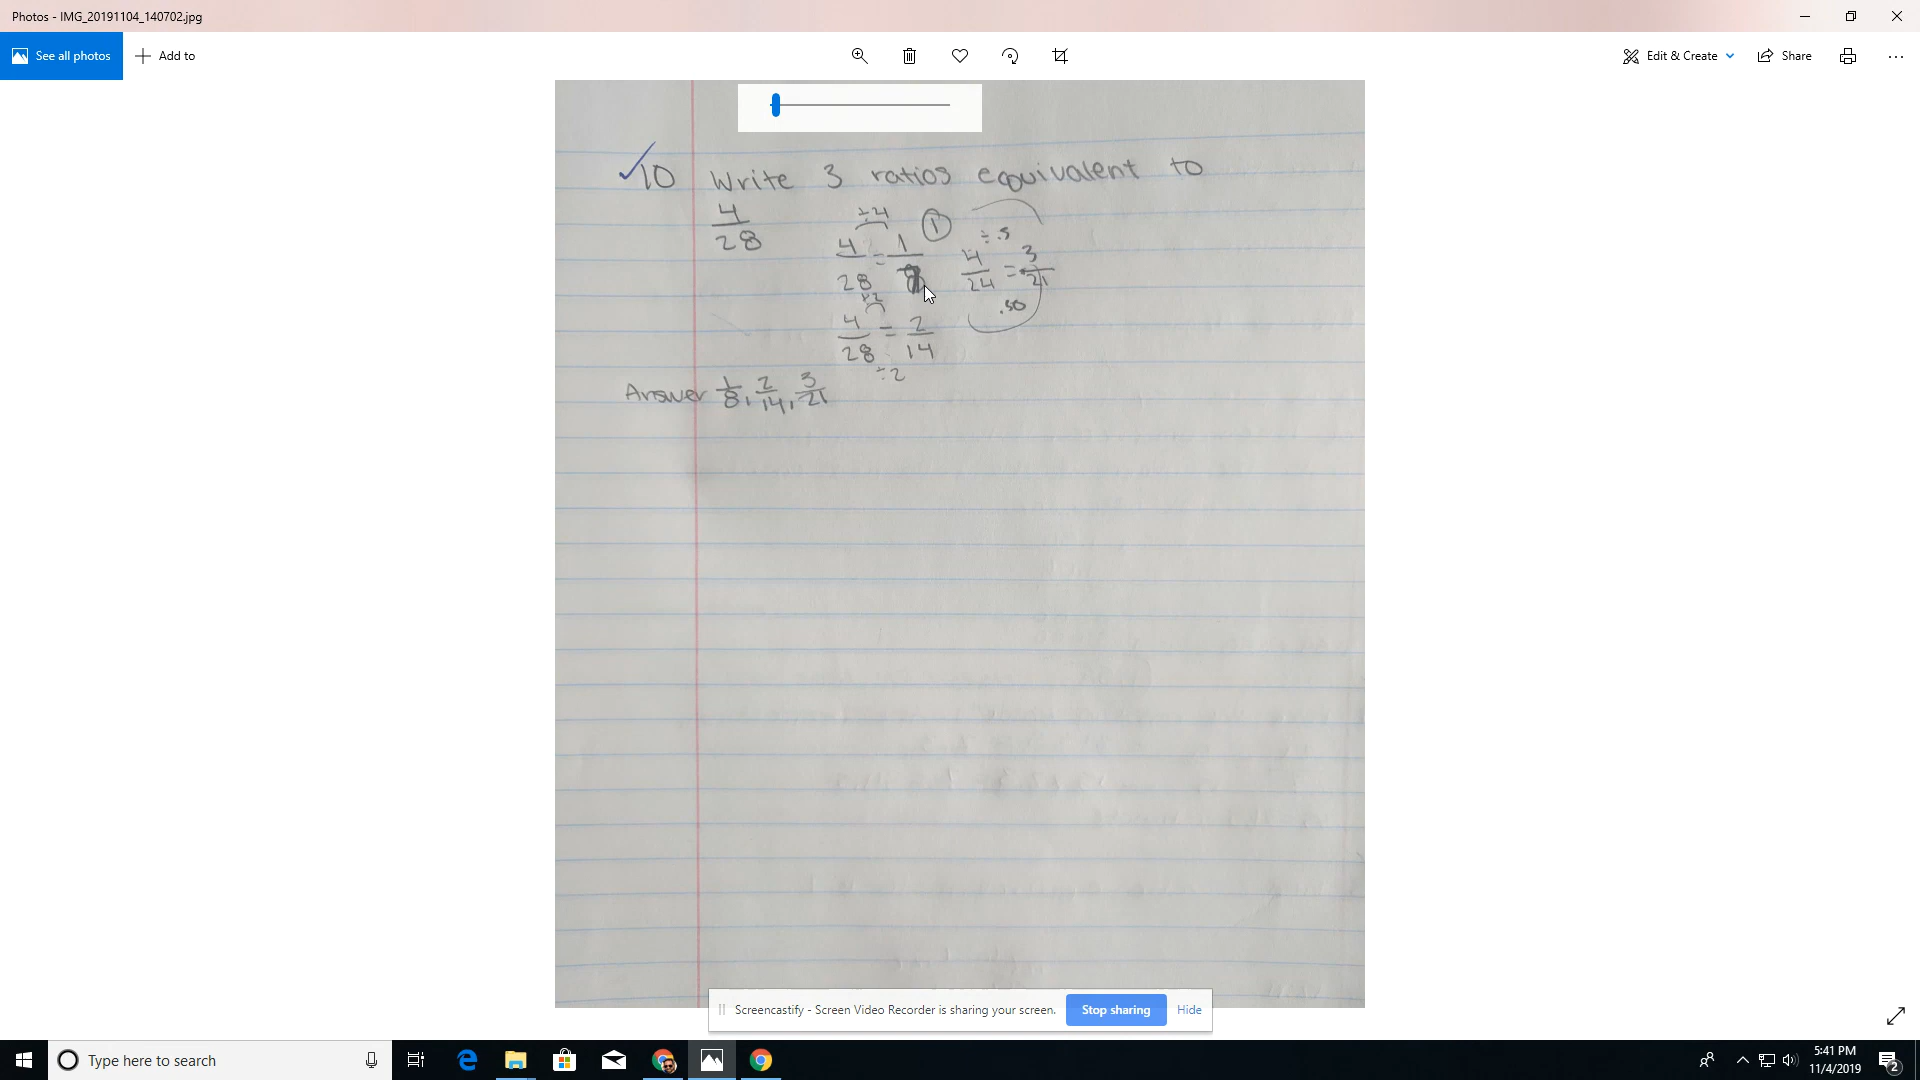 Photos - IMG_20191104_140702.jpg
See all photos
Add to
Edit & Create
Share
10 Write 3 ratios equivalent to
4/28
÷4
4/28 = 1/8
1
÷2
4/28 = 2/14
÷2
÷.5
4/24 = 3/21
.50
Answer 1/8, 2/14, 3/21
Screencastify - Screen Video Recorder is sharing your screen.
Stop sharing
Hide
Type here to search
5:41 PM
11/4/2019
2